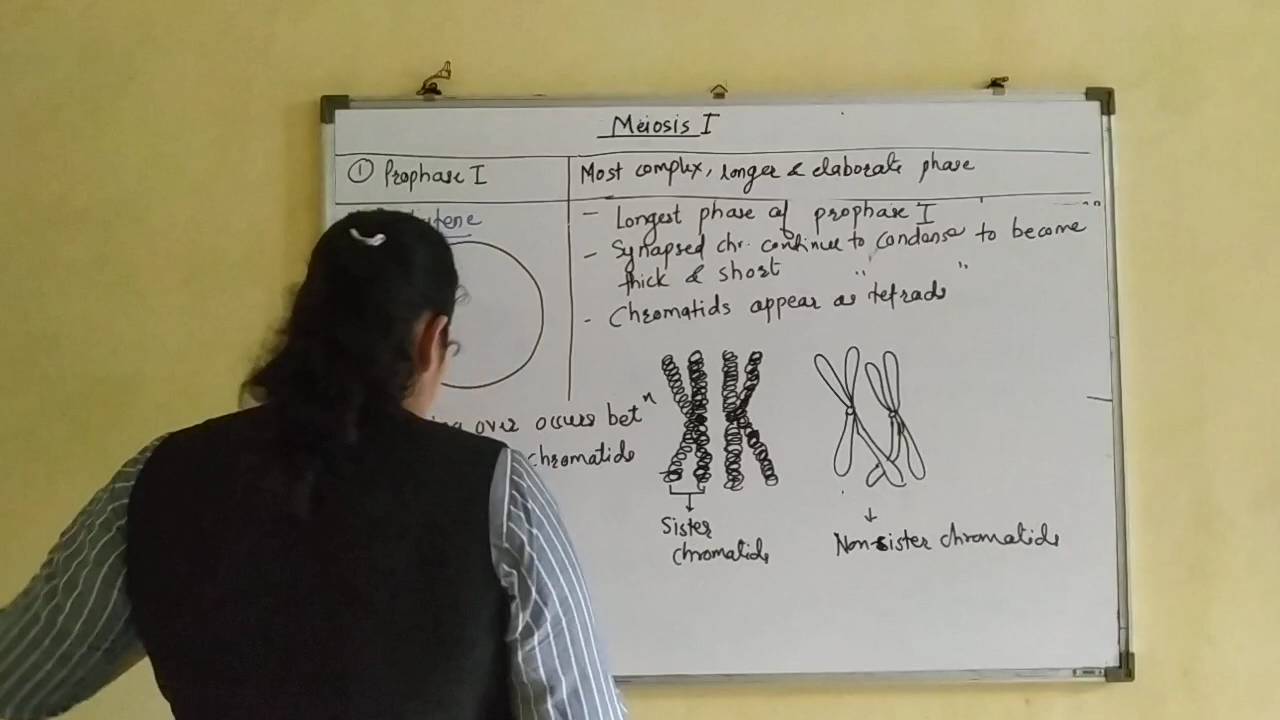 Meiosis I
① Prophase I
Most complex, longer & elaborate phase
- Longest phase of prophase I
- Synapsed chr. continue to condense to become
thick & short
- Chromatids appear as "tetrads"
over occurs betⁿ
chromatids
Sister
chromatids
Non-sister chromatids